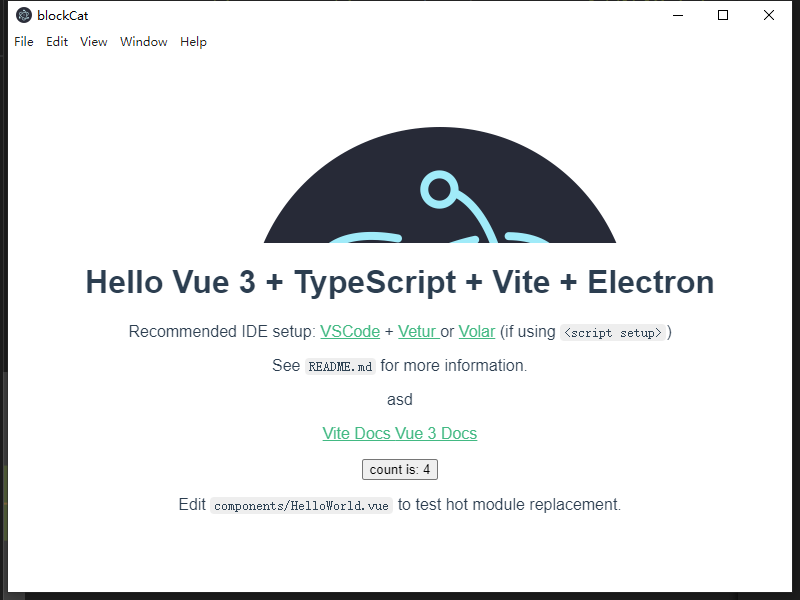 blockCat
File Edit View Window Help
Hello Vue 3 + TypeScript + Vite + Electron
Recommended IDE setup: VSCode + Vetur or Volar (if using <script setup>)
See README.md for more information.
asd
Vite Docs Vue 3 Docs
count is: 4
Edit components/HelloWorld.vue to test hot module replacement.